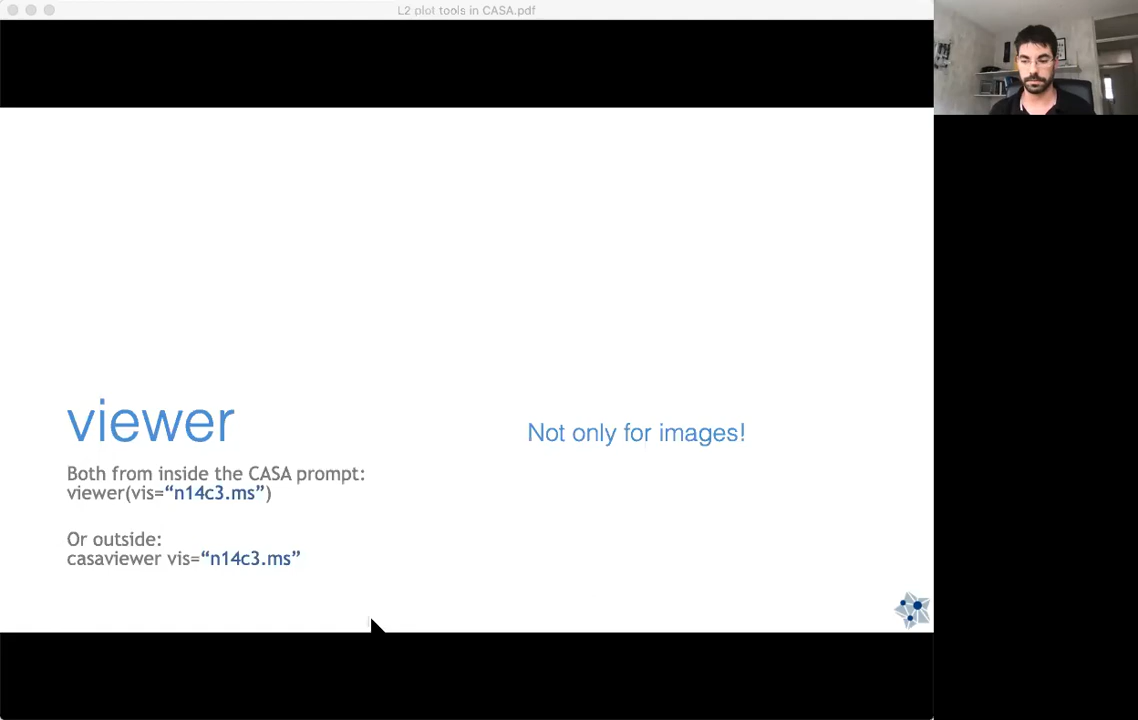 L2 plot tools in CASA.pdf
viewer
Not only for images!
Both from inside the CASA prompt:
viewer(vis=“n14c3.ms”)
Or outside:
casaviewer vis=“n14c3.ms”